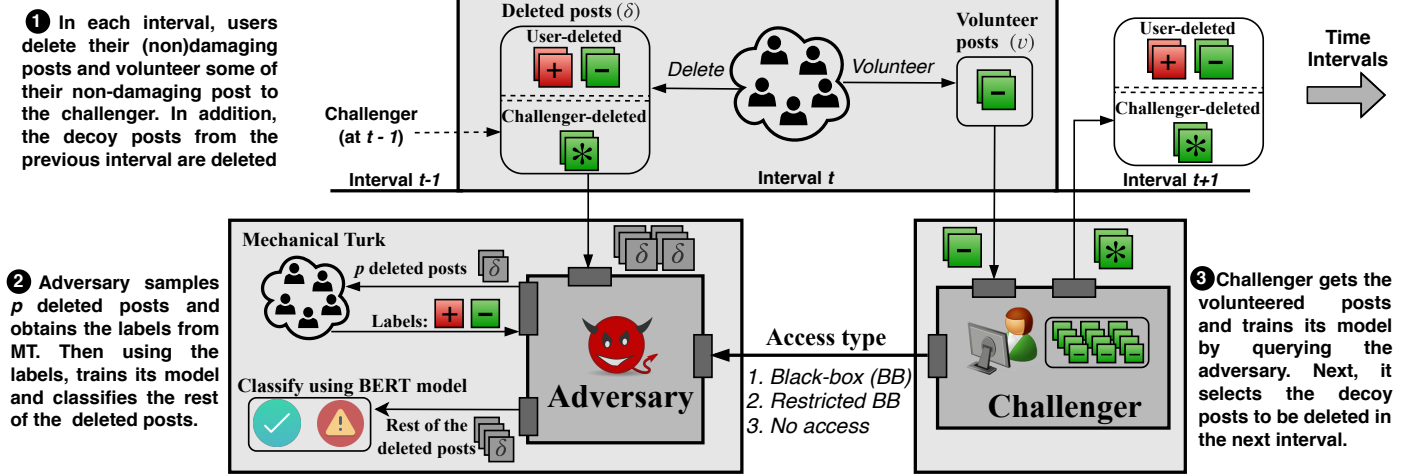 1 In each interval, users
delete their (non)damaging
posts and volunteer some of
their non-damaging post to
the challenger. In addition,
the decoy posts from the
previous interval are deleted
Deleted posts (δ)
User-deleted
+ −
Challenger-deleted
*
Challenger
(at t - 1)
Delete
Volunteer
Volunteer
posts (v)
−
User-deleted
+ −
Challenger-deleted
*
Time
Intervals
Interval t-1
Interval t
Interval t+1
2 Adversary samples
p deleted posts and
obtains the labels from
MT. Then using the
labels, trains its model
and classifies the rest
of the deleted posts.
Mechanical Turk
p deleted posts δ
Labels: + −
δ δ
Classify using BERT model
Rest of the
deleted posts δ
Adversary
Access type
1. Black-box (BB)
2. Restricted BB
3. No access
−
*
Challenger
3 Challenger gets the
volunteered posts
and trains its model
by querying the
adversary. Next, it
selects the decoy
posts to be deleted in
the next interval.